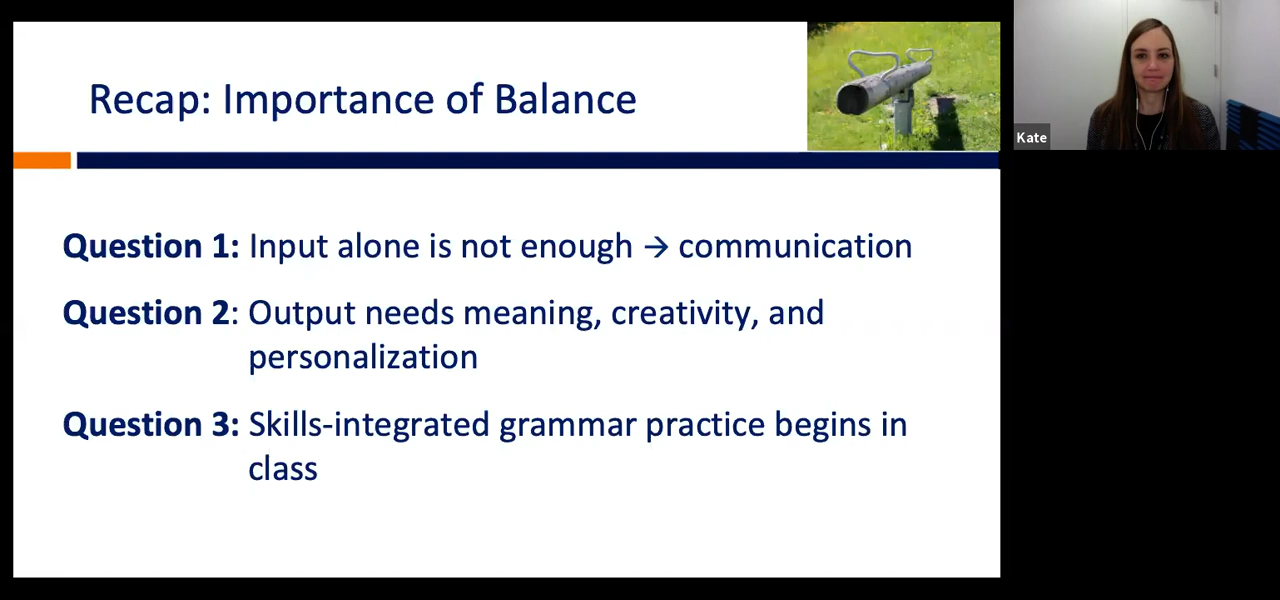 Recap: Importance of Balance
Kate
Question 1: Input alone is not enough → communication
Question 2: Output needs meaning, creativity, and
personalization
Question 3: Skills-integrated grammar practice begins in
class